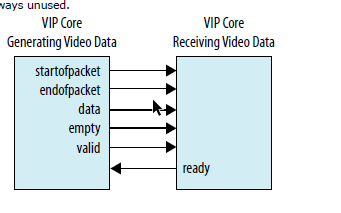 ways unused.
VIP Core
Generating Video Data
VIP Core
Receiving Video Data
startofpacket
endofpacket
data
empty
valid
ready